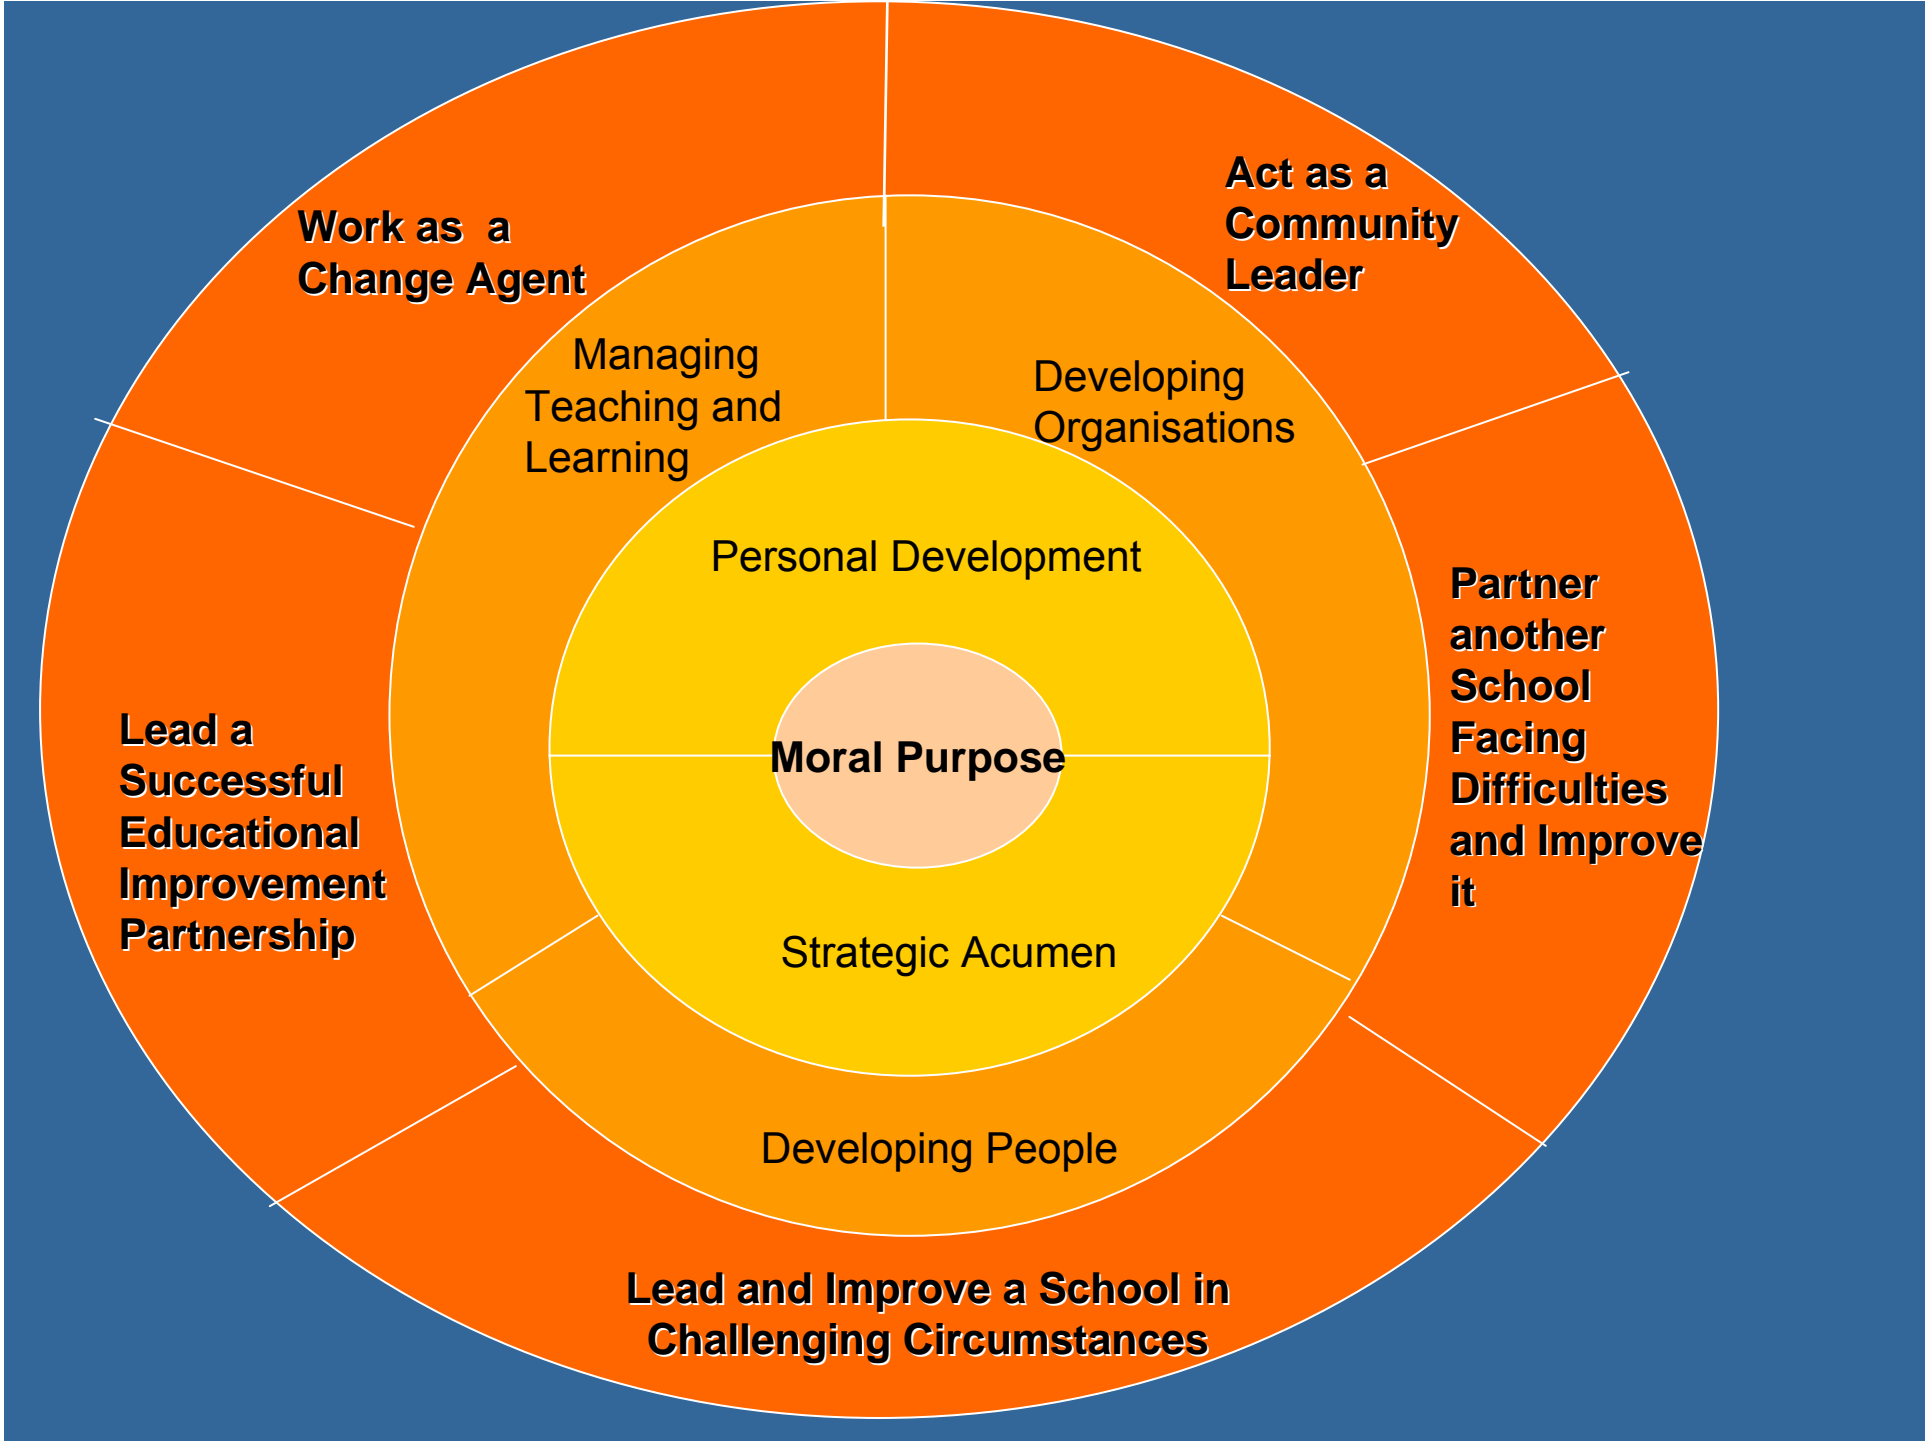 Work as  a
Change Agent
Act as a
Community
Leader
Managing
Teaching and
Learning
Developing
Organisations
Personal Development
Partner
another
School
Facing
Difficulties
and Improve
it
Moral Purpose
Lead a
Successful
Educational
Improvement
Partnership
Strategic Acumen
Developing People
Lead and Improve a School in
Challenging Circumstances